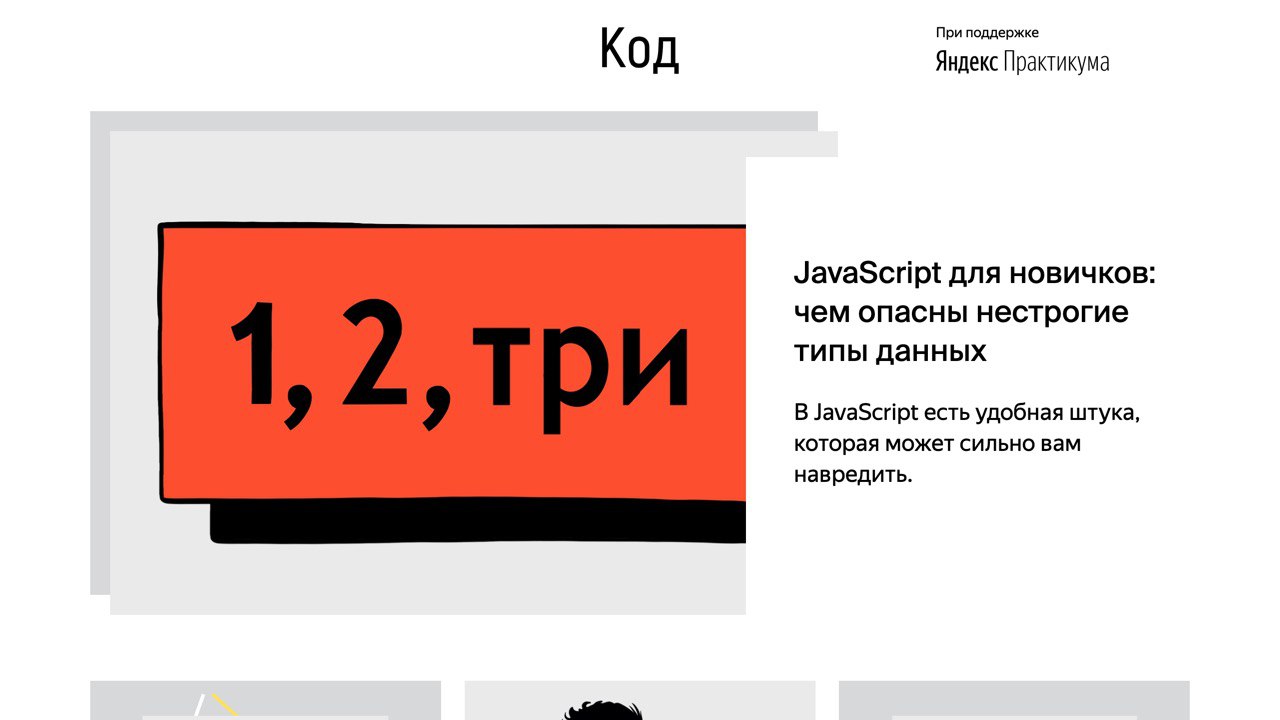 Код
При поддержке
Яндекс Практикума
1, 2, три
JavaScript для новичков:
чем опасны нестрогие
типы данных
В JavaScript есть удобная штука,
которая может сильно вам
навредить.